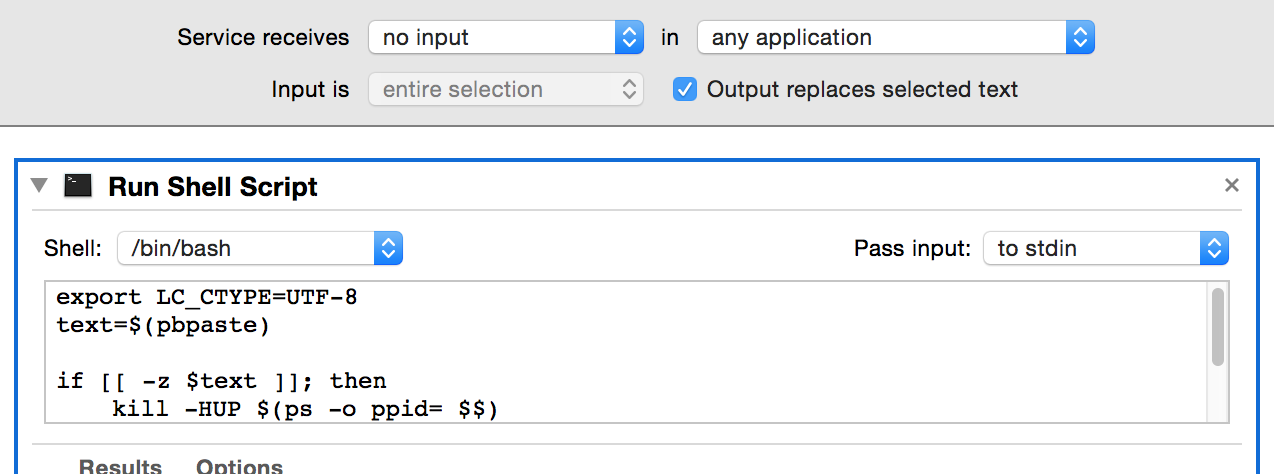 Service receives no input in any application
Input is entire selection Output replaces selected text
Run Shell Script
Shell: /bin/bash Pass input: to stdin
export LC_CTYPE=UTF-8
text=$(pbpaste)
if [[ -z $text ]]; then
    kill -HUP $(ps -o ppid= $$)
Results Options